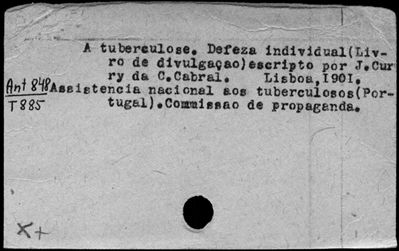 A tuberculose. Defeza individual(Liv-
ro de divulgaçao)escripto por J.Cur
ry da C.Cabral. Lisboa,I90I.
Ant 848 Assistencia nacional aos tuberculosos(Por-
T885 tugal).Commissao de propaganda.
X+